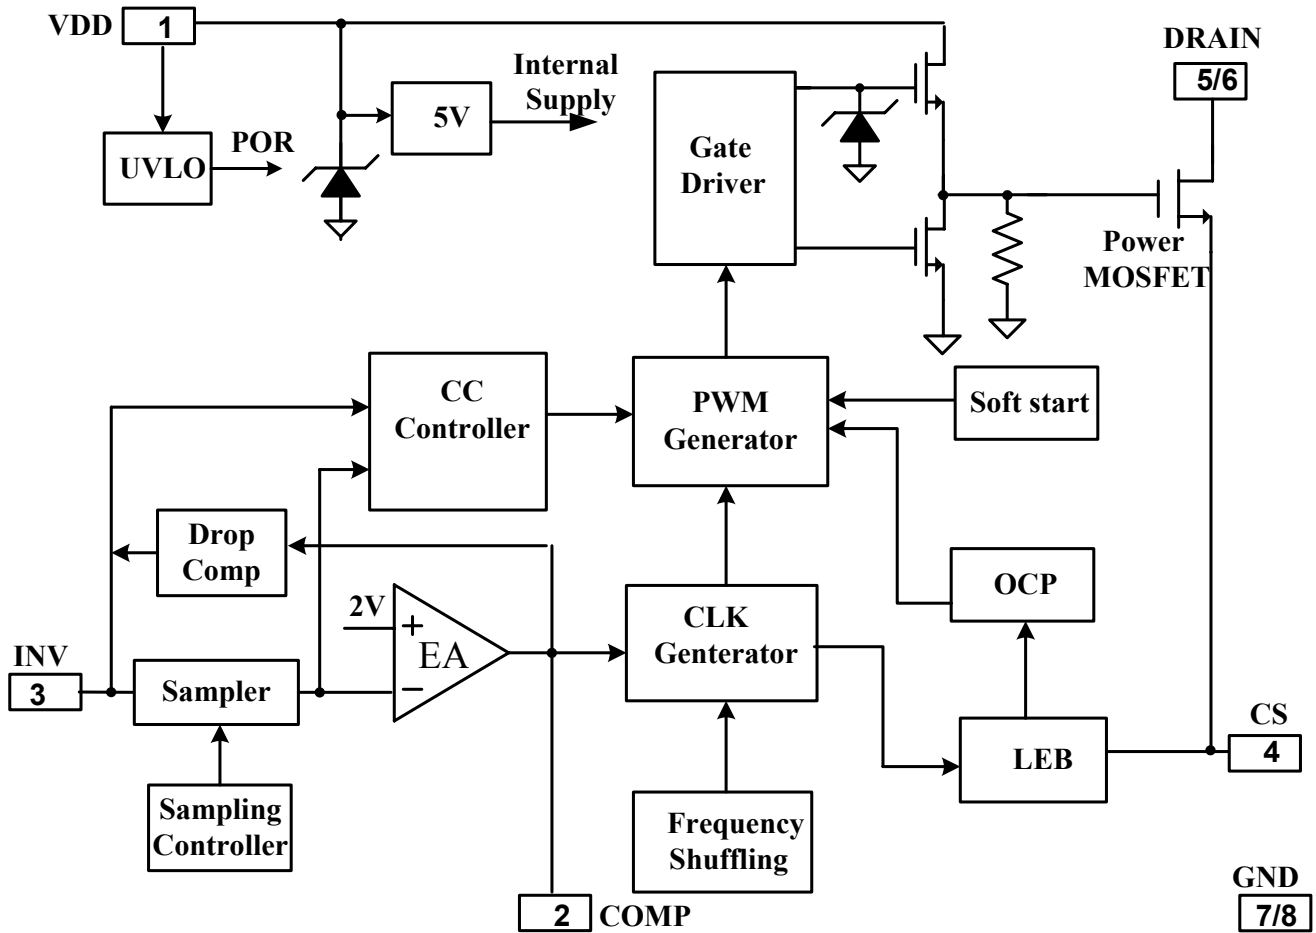 VDD
1
DRAIN
5/6
Internal
Supply
5V
UVLO
POR
Gate
Driver
Power
MOSFET
CC
Controller
PWM
Generator
Soft start
Drop
Comp
OCP
2V
+
EA
−
CLK
Genterator
INV
3
Sampler
CS
4
LEB
Sampling
Controller
Frequency
Shuffling
GND
7/8
2
COMP